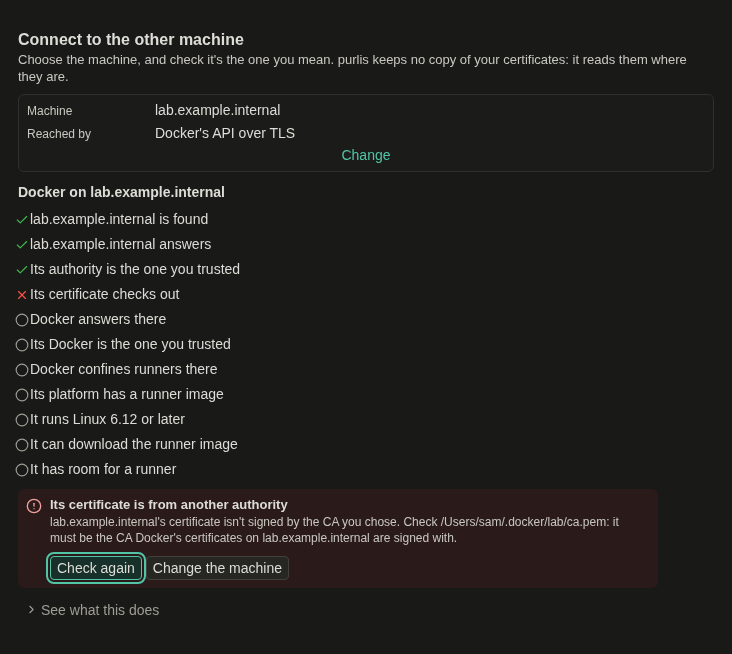 Connect to the other machine
Choose the machine, and check it's the one you mean. purlis keeps no copy of your certificates: it reads them where
they are.
Machine lab.example.internal
Reached by Docker's API over TLS
Change
Docker on lab.example.internal
lab.example.internal is found
lab.example.internal answers
Its authority is the one you trusted
Its certificate checks out
Docker answers there
Its Docker is the one you trusted
Docker confines runners there
Its platform has a runner image
It runs Linux 6.12 or later
It can download the runner image
It has room for a runner
Its certificate is from another authority
lab.example.internal's certificate isn't signed by the CA you chose. Check /Users/sam/.docker/lab/ca.pem: it
must be the CA Docker's certificates on lab.example.internal are signed with.
Check again Change the machine
See what this does